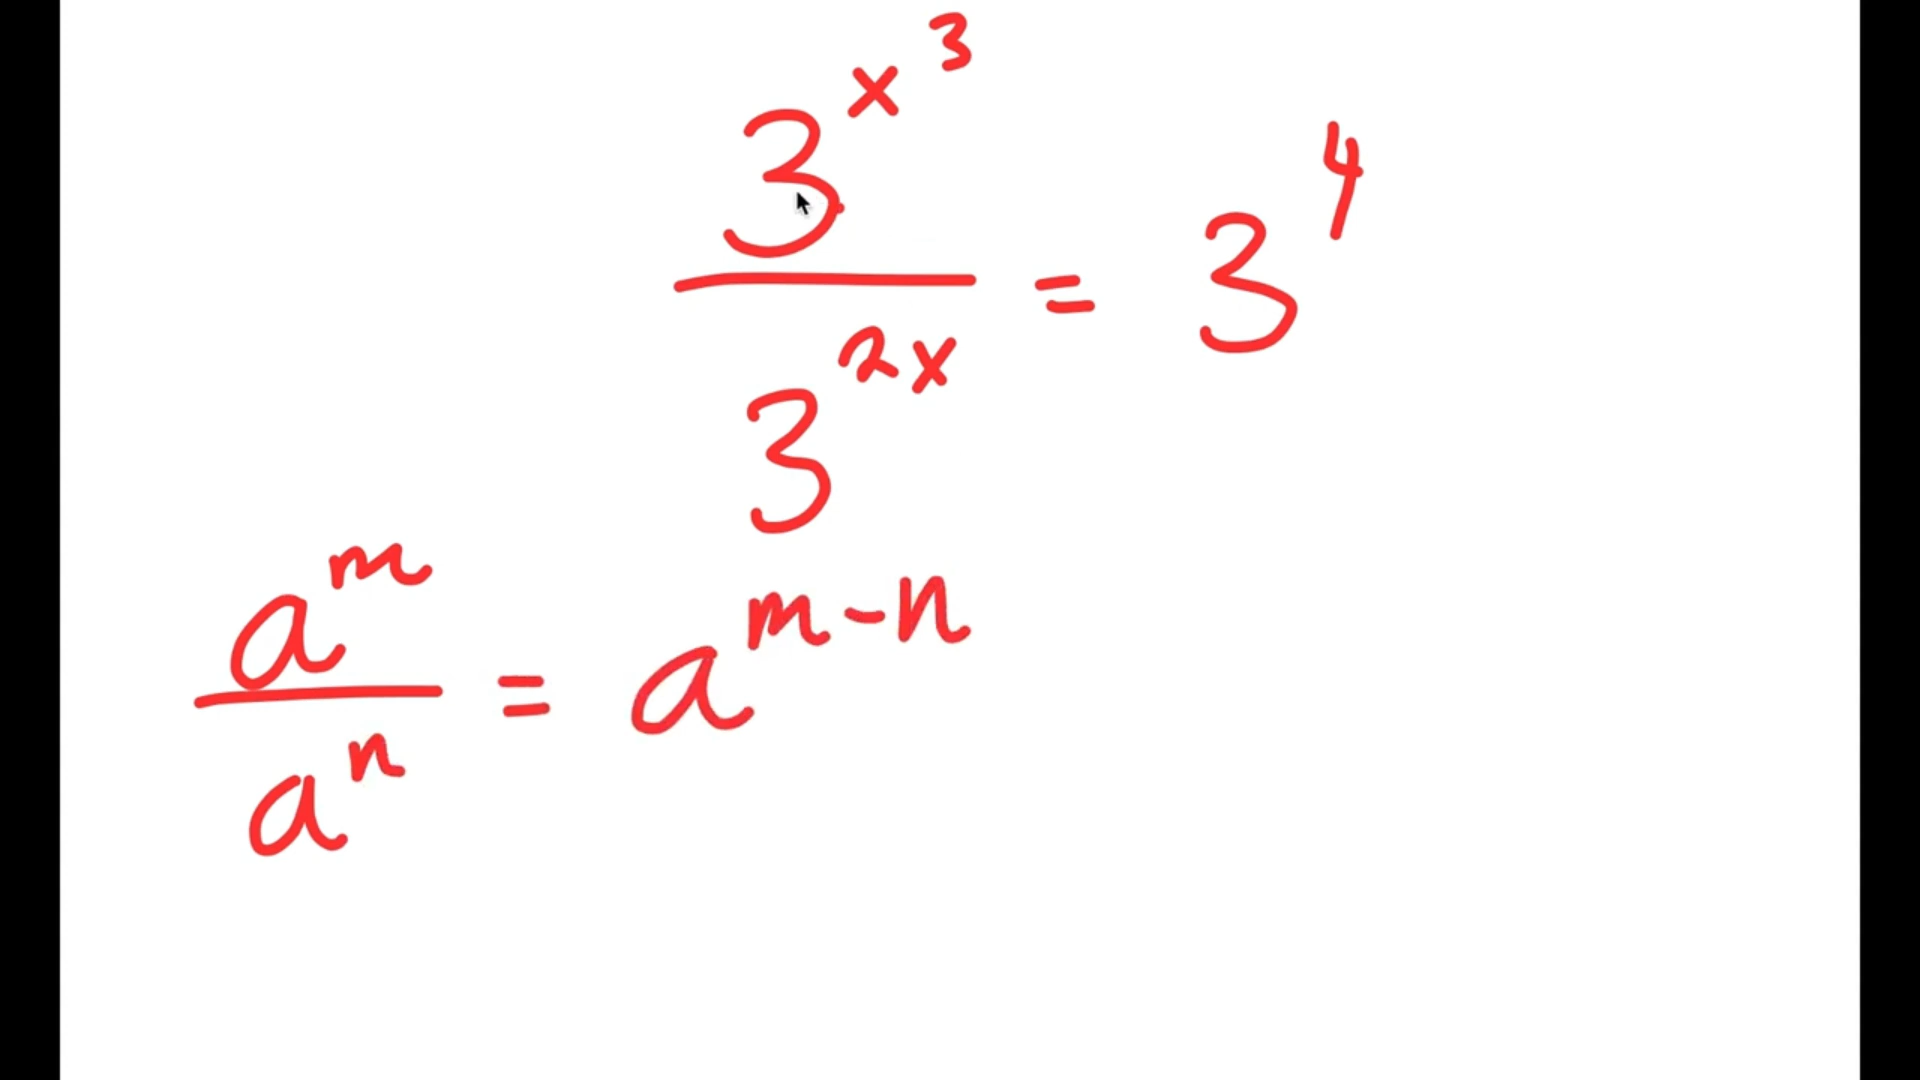 3^{x^3} / 3^{2x} = 3^4
a^m / a^n = a^{m-n}